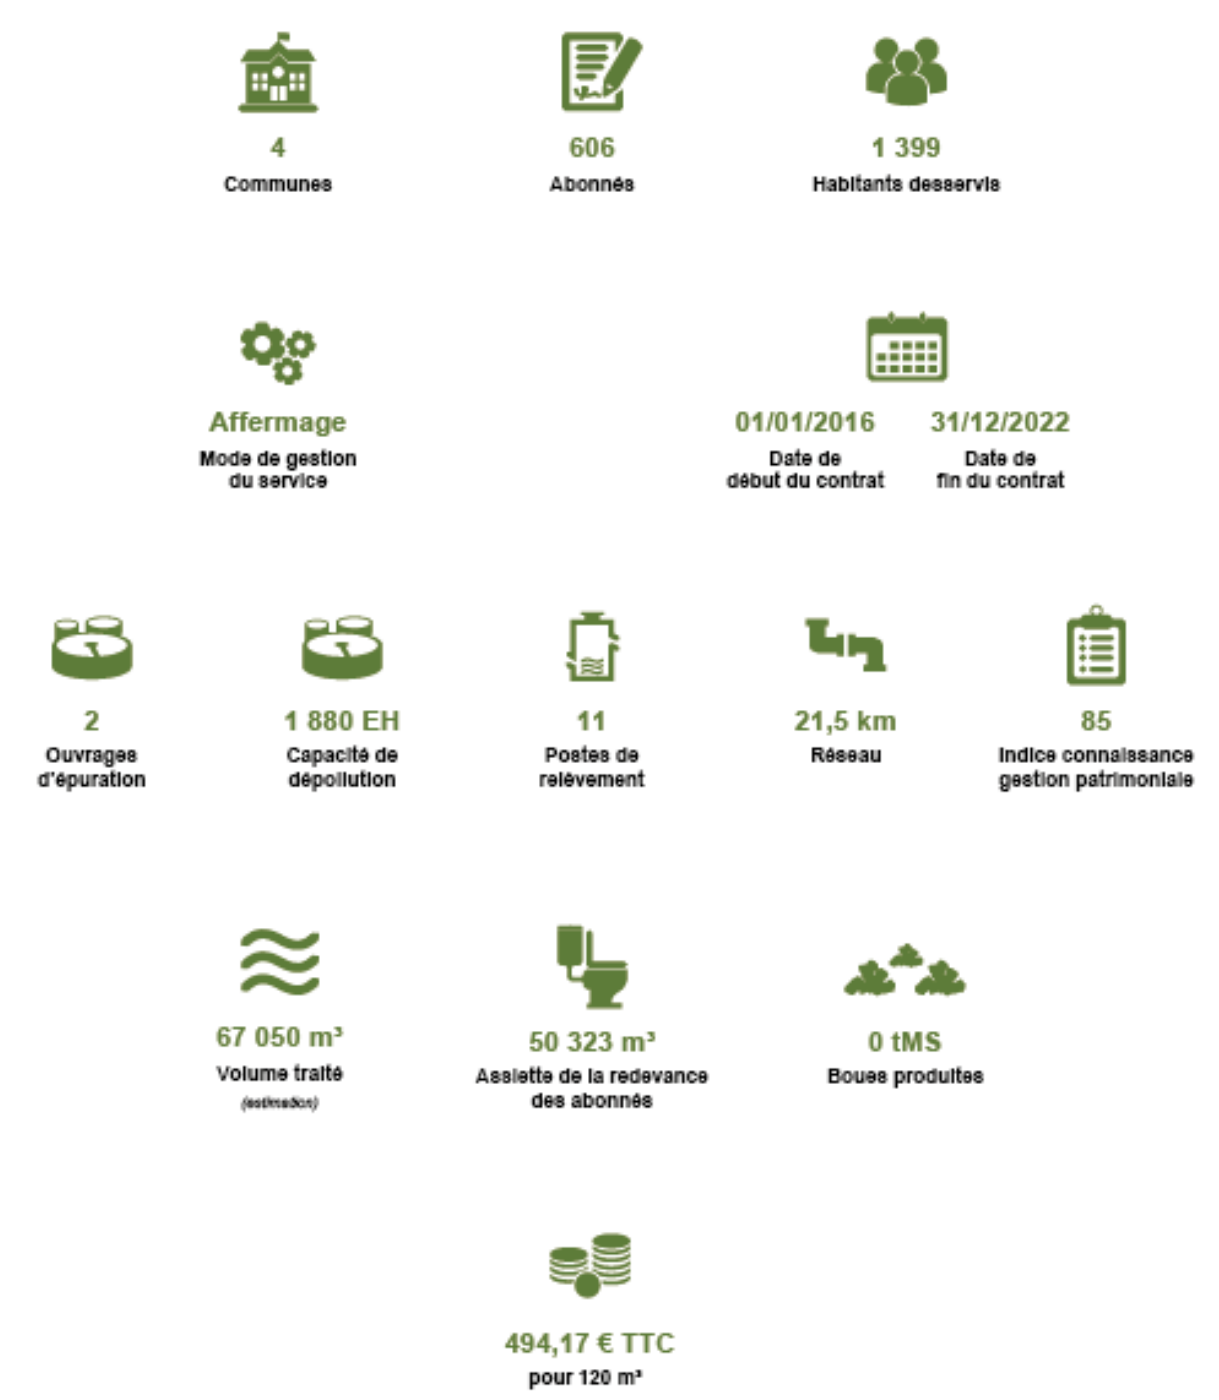 4
Communes
606
Abonnés
1 399
Habitants desservis
Affermage
Mode de gestion
du service
01/01/2016
Date de
début du contrat
31/12/2022
Date de
fin du contrat
2
Ouvrages
d'épuration
1 880 EH
Capacité de
dépollution
11
Postes de
relèvement
21,5 km
Réseau
85
Indice connaissance
gestion patrimoniale
67 050 m³
Volume traité
(estimation)
50 323 m³
Assiette de la redevance
des abonnés
0 tMS
Boues produites
494,17 € TTC
pour 120 m³